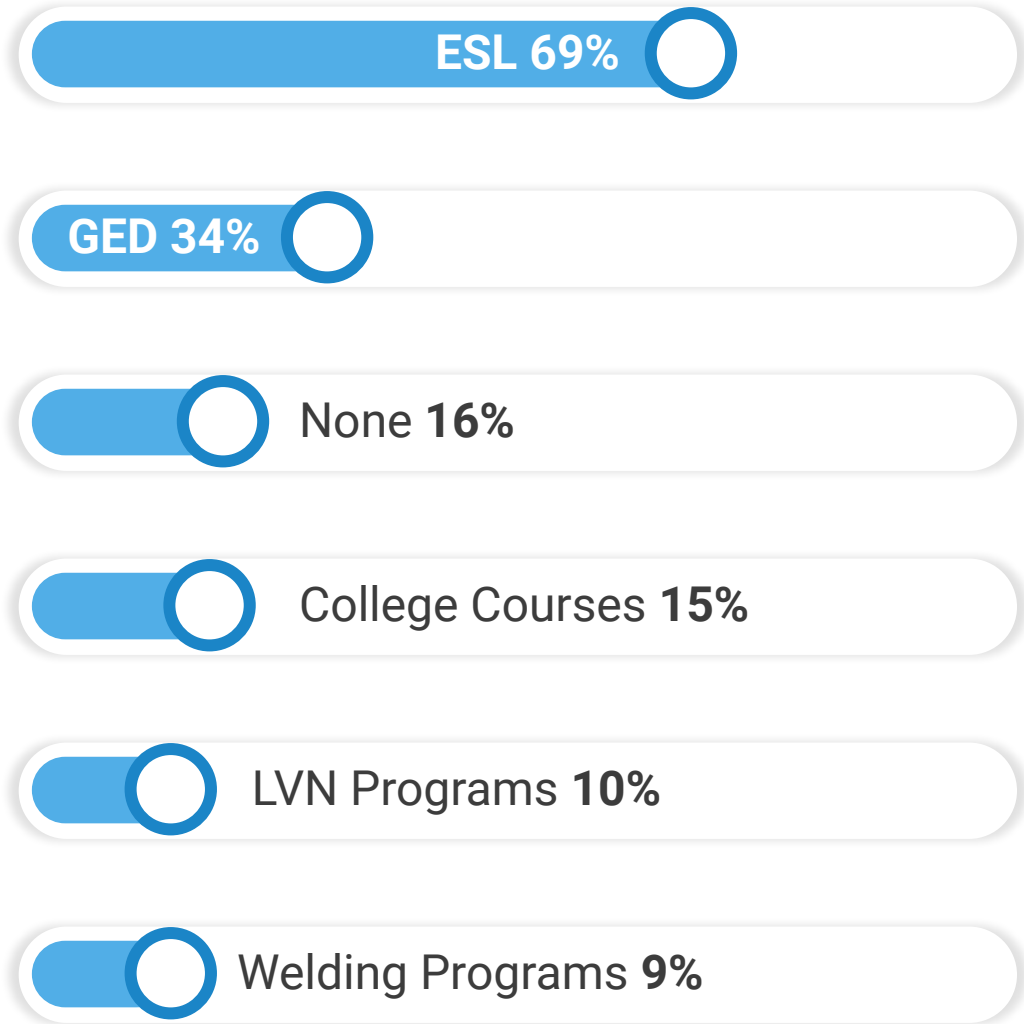 ESL 69%
GED 34%
None 16%
College Courses 15%
LVN Programs 10%
Welding Programs 9%